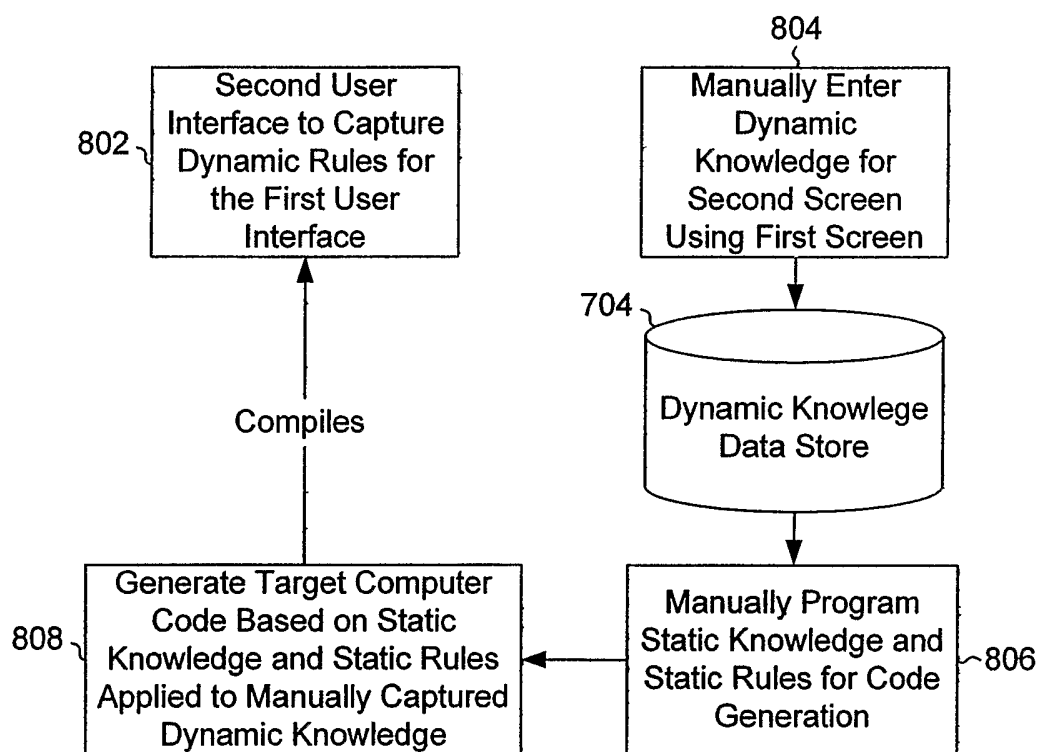 804
Second User
Interface to Capture
Dynamic Rules for
the First User
Interface
802
Manually Enter
Dynamic
Knowledge for
Second Screen
Using First Screen
704
Dynamic Knowlege
Data Store
Compiles
Generate Target Computer
Code Based on Static
Knowledge and Static Rules
Applied to Manually Captured
Dynamic Knowledge
808
Manually Program
Static Knowledge and
Static Rules for Code
Generation
806